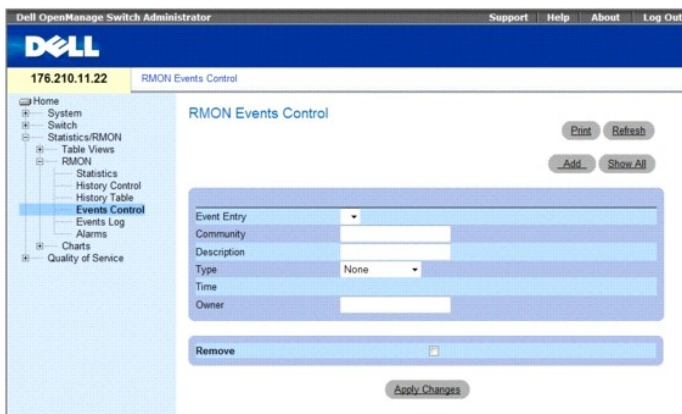 Dell OpenManage Switch Administrator
Support Help About Log Out
DELL
176.210.11.22
RMON Events Control
Home
System
Switch
Statistics/RMON
Table Views
RMON
Statistics
History Control
History Table
Events Control
Events Log
Alarms
Charts
Quality of Service
RMON Events Control
Print Refresh
Add Show All
Event Entry
Community
Description
Type None
Time
Owner
Remove
Apply Changes